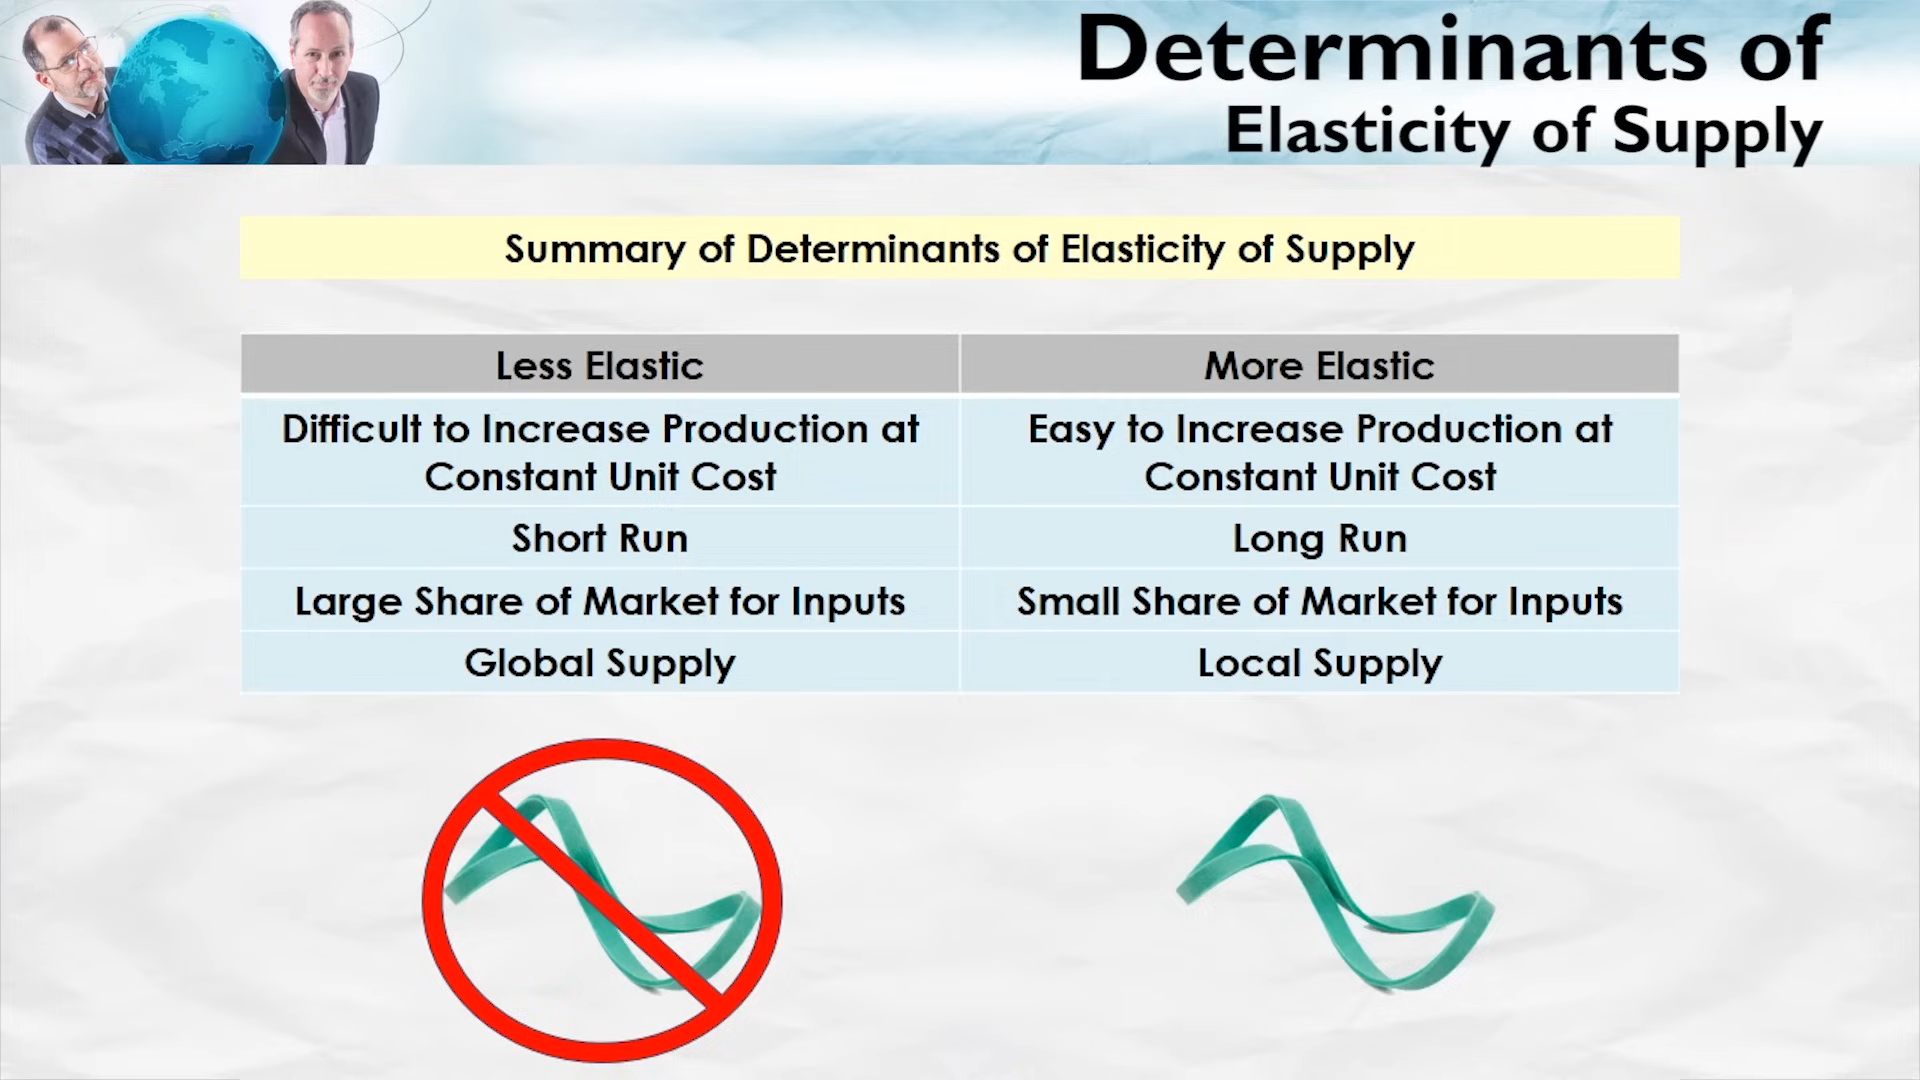 Determinants of
Elasticity of Supply
Summary of Determinants of Elasticity of Supply
Less Elastic
More Elastic
Difficult to Increase Production at
Constant Unit Cost
Easy to Increase Production at
Constant Unit Cost
Short Run
Long Run
Large Share of Market for Inputs
Small Share of Market for Inputs
Global Supply
Local Supply